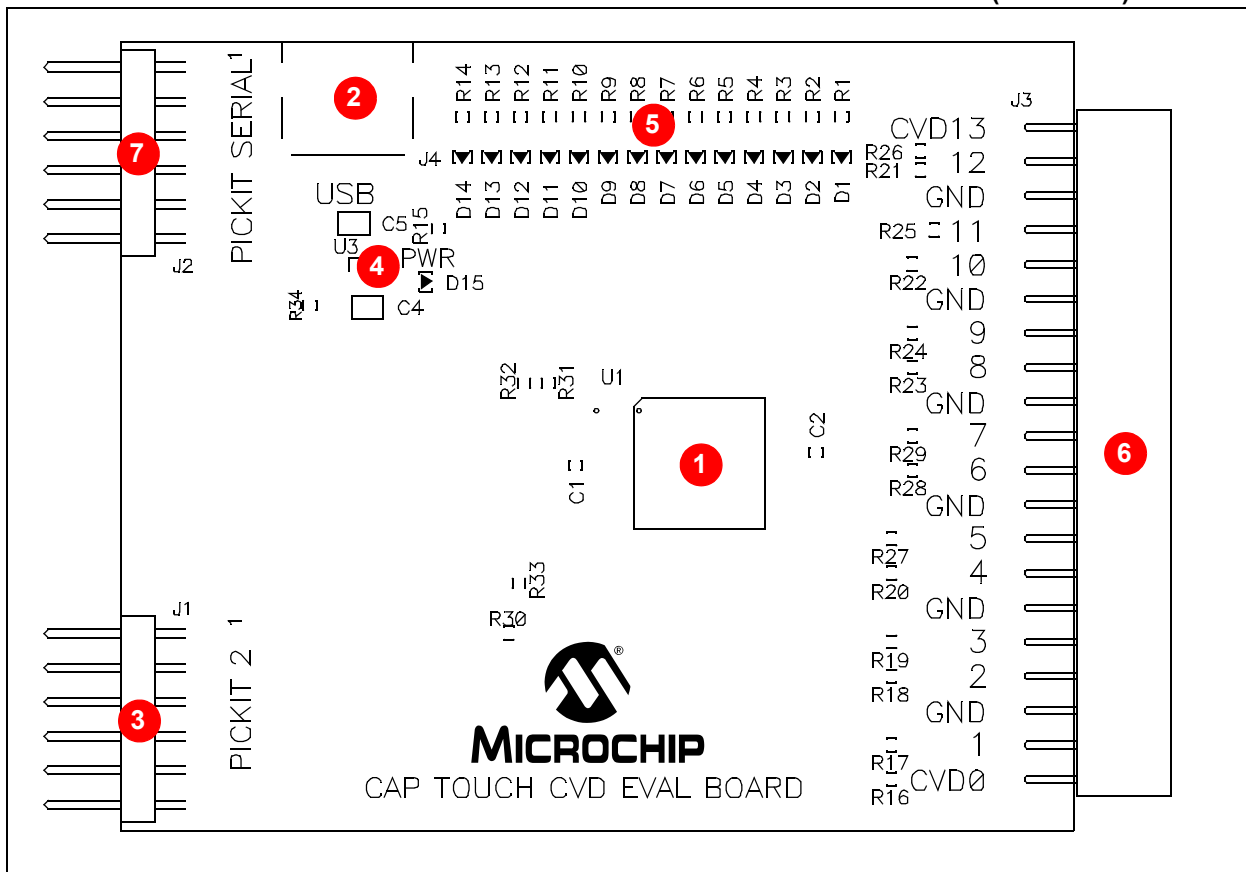 PICKIT SERIAL 1
J2
7
2
USB
J4
R14 R13 R12 R11 R10 R9 R8 R7 R6 R5 R4 R3 R2 R1
5
D14 D13 D12 D11 D10 D9 D8 D7 D6 D5 D4 D3 D2 D1
C5
R15
U3
4
PWR
D15
R34
C4
R32
R31
U1
1
C1
C2
R33
R30
J1
PICKIT 2 1
3
®
MICROCHIP
CAP TOUCH CVD EVAL BOARD
J3
CVD13
R26
12
R21
GND
R25
11
10
R22
GND
9
R24
8
R23
GND
7
R29
6
R28
GND
5
R27
4
R20
GND
3
R19
2
R18
GND
1
R17
CVD0
R16
6